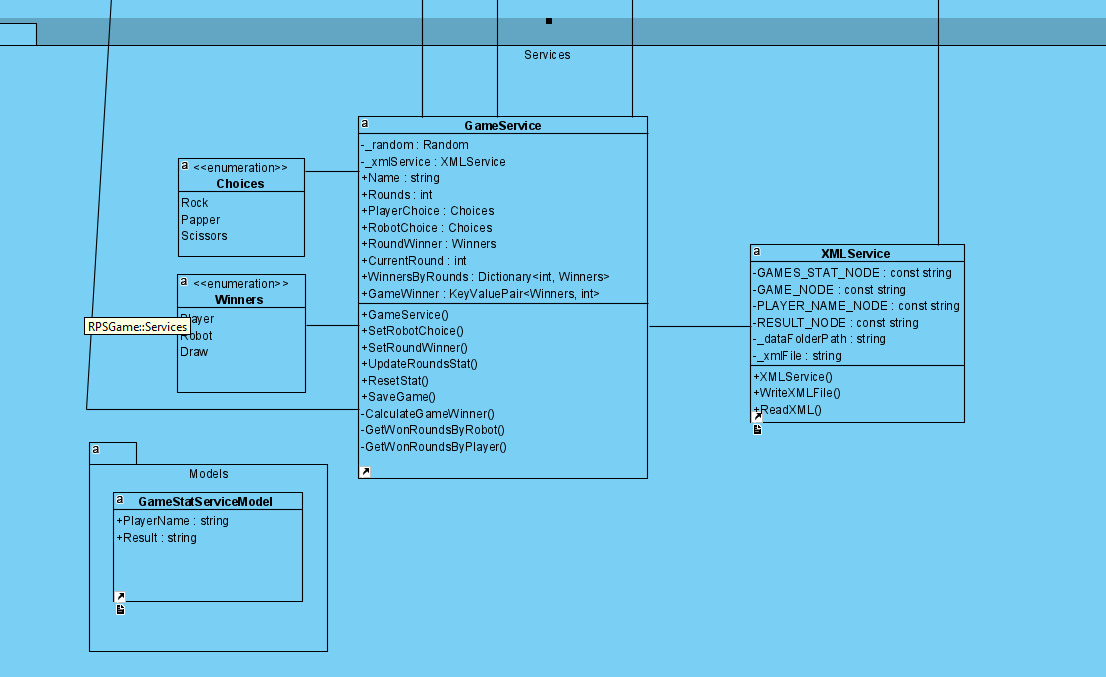 Services
a
GameService
-_random : Random
-_xmlService : XMLService
+Name : string
+Rounds : int
+PlayerChoice : Choices
+RobotChoice : Choices
+RoundWinner : Winners
+CurrentRound : int
+WinnersByRounds : Dictionary<int, Winners>
+GameWinner : KeyValuePair<Winners, int>
+GameService()
+SetRobotChoice()
+SetRoundWinner()
+UpdateRoundsStat()
+ResetStat()
+SaveGame()
-CalculateGameWinner()
-GetWonRoundsByRobot()
-GetWonRoundsByPlayer()
a <<enumeration>>
Choices
Rock
Papper
Scissors
a <<enumeration>>
Winners
Player
Robot
Draw
RPSGame::Services
a
XMLService
-GAMES_STAT_NODE : const string
-GAME_NODE : const string
-PLAYER_NAME_NODE : const string
-RESULT_NODE : const string
-_dataFolderPath : string
-_xmlFile : string
+XMLService()
+WriteXMLFile()
+ReadXML()
a
Models
a
GameStatServiceModel
+PlayerName : string
+Result : string